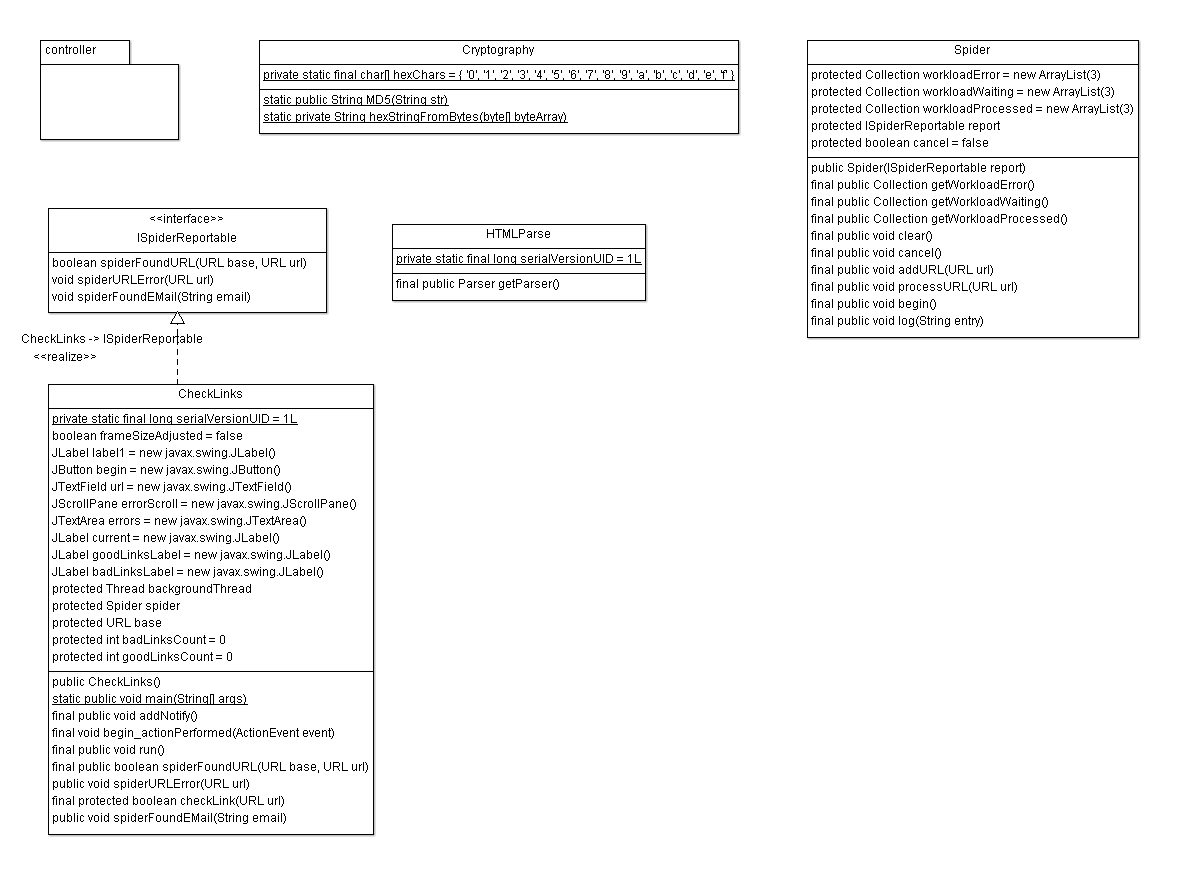 controller
Cryptography
private static final char[] hexChars = { '0', '1', '2', '3', '4', '5', '6', '7', '8', '9', 'a', 'b', 'c', 'd', 'e', 'f' }
static public String MD5(String str)
static private String hexStringFromBytes(byte[] byteArray)
Spider
protected Collection workloadError = new ArrayList(3)
protected Collection workloadWaiting = new ArrayList(3)
protected Collection workloadProcessed = new ArrayList(3)
protected ISpiderReportable report
protected boolean cancel = false
public Spider(ISpiderReportable report)
final public Collection getWorkloadError()
final public Collection getWorkloadWaiting()
final public Collection getWorkloadProcessed()
final public void clear()
final public void cancel()
final public void addURL(URL url)
final public void processURL(URL url)
final public void begin()
final public void log(String entry)
<<interface>>
ISpiderReportable
boolean spiderFoundURL(URL base, URL url)
void spiderURLError(URL url)
void spiderFoundEMail(String email)
HTMLParse
private static final long serialVersionUID = 1L
final public Parser getParser()
CheckLinks -> ISpiderReportable
<<realize>>
CheckLinks
private static final long serialVersionUID = 1L
boolean frameSizeAdjusted = false
JLabel label1 = new javax.swing.JLabel()
JButton begin = new javax.swing.JButton()
JTextField url = new javax.swing.JTextField()
JScrollPane errorScroll = new javax.swing.JScrollPane()
JTextArea errors = new javax.swing.JTextArea()
JLabel current = new javax.swing.JLabel()
JLabel goodLinksLabel = new javax.swing.JLabel()
JLabel badLinksLabel = new javax.swing.JLabel()
protected Thread backgroundThread
protected Spider spider
protected URL base
protected int badLinksCount = 0
protected int goodLinksCount = 0
public CheckLinks()
static public void main(String[] args)
final public void addNotify()
final void begin_actionPerformed(ActionEvent event)
final public void run()
final public boolean spiderFoundURL(URL base, URL url)
public void spiderURLError(URL url)
final protected boolean checkLink(URL url)
public void spiderFoundEMail(String email)